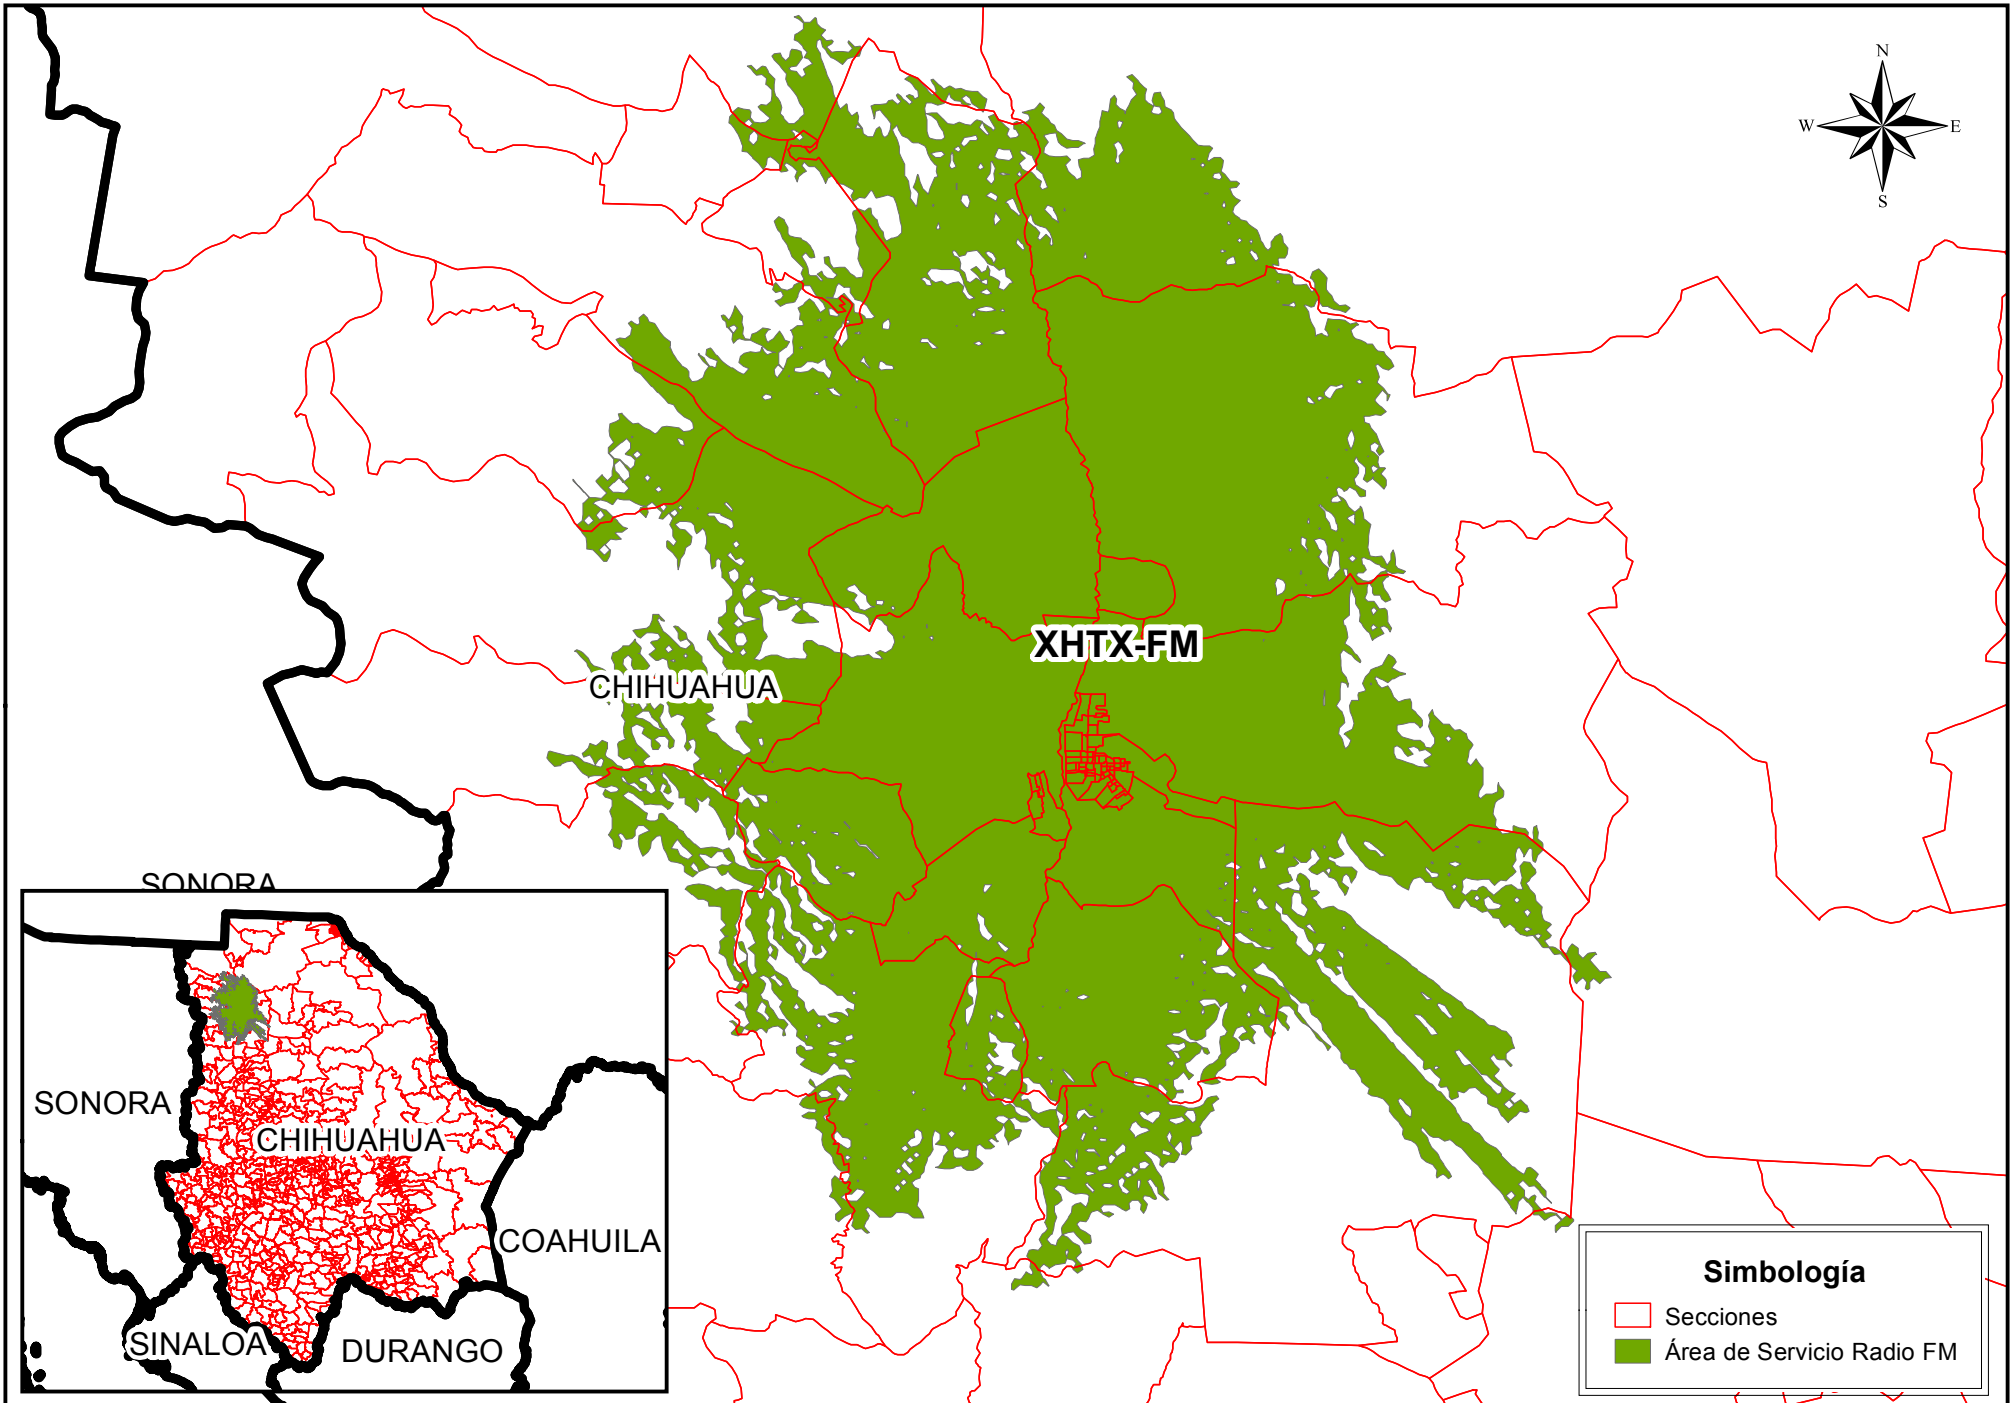 N
W E
S
XHTX-FM
CHIHUAHUA
SONORA
SONORA
CHIHUAHUA
COAHUILA
SINALOA
DURANGO
Simbología
Secciones
Área de Servicio Radio FM